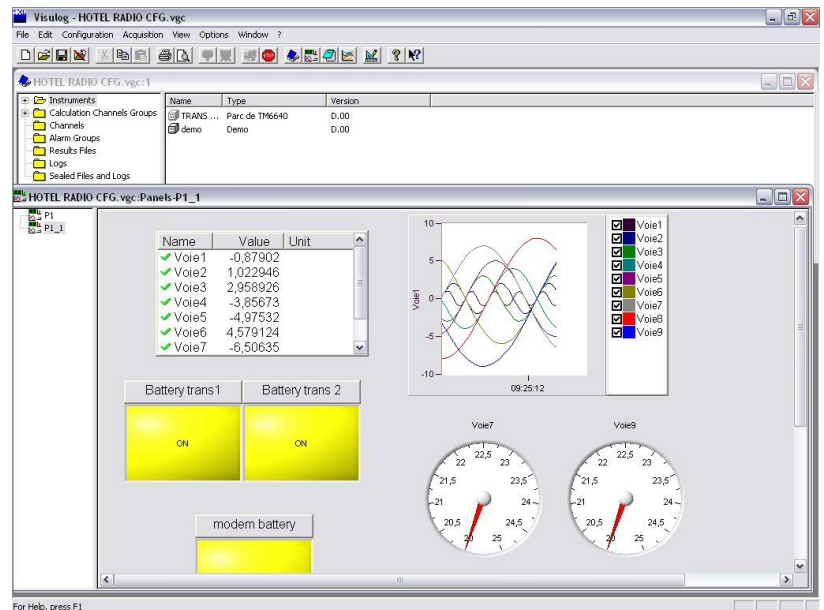 Visulog - HOTEL RADIO CFG.vgc
File Edit Configuration Acquisition View Options Window ?
HOTEL RADIO CFG.vgc:1
Instruments
Calculation Channels Groups
Channels
Alarm Groups
Results Files
Logs
Sealed Files and Logs
Name Type Version
TRANS ... Parc de TM6640 D.00
demo Demo D.00
HOTEL RADIO CFG.vgc:Panels-P1_1
P1
P1_1
Name Value Unit
Voie1 -0,87902
Voie2 1,022946
Voie3 2,958926
Voie4 -3,85673
Voie5 -4,97532
Voie6 4,579124
Voie7 -6,50635
10
5
0
-5
-10
Voie1
09:25:12
Voie1
Voie2
Voie3
Voie4
Voie5
Voie6
Voie7
Voie8
Voie9
Battery trans1 Battery trans 2
ON ON
modem battery
Voie7
20 20,5 21 21,5 22 22,5 23 23,5 24 24,5 25
Voie9
20 20,5 21 21,5 22 22,5 23 23,5 24 24,5 25
For Help, press F1